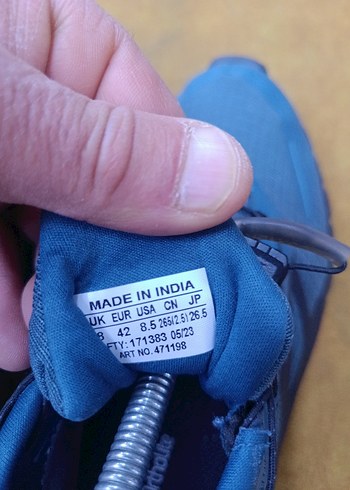 MADE IN INDIA
UK EUR USA CN JP
8 42 8.5 265(2.5) 26.5
FTY: 171383 05/23
ART NO. 471198